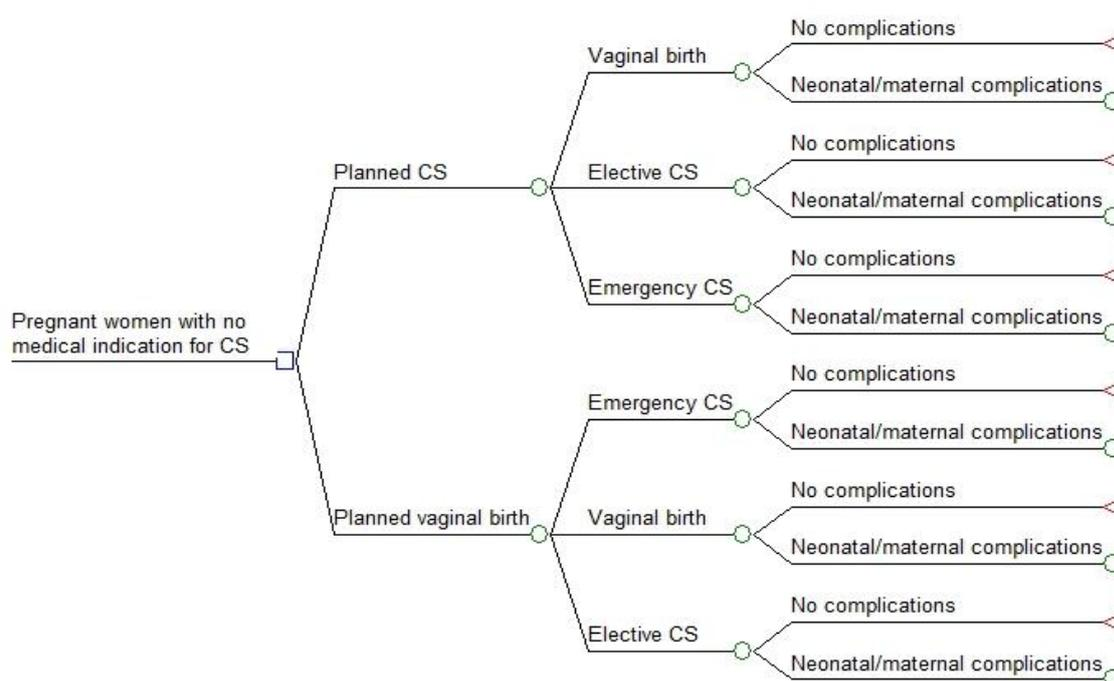 No complications
Vaginal birth
Neonatal/maternal complications
No complications
Planned CS
Elective CS
Neonatal/maternal complications
No complications
Emergency CS
Neonatal/maternal complications
Pregnant women with no
medical indication for CS
No complications
Emergency CS
Neonatal/maternal complications
No complications
Planned vaginal birth
Vaginal birth
Neonatal/maternal complications
No complications
Elective CS
Neonatal/maternal complications